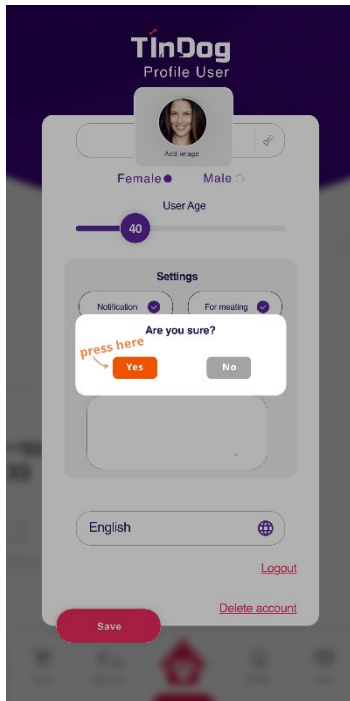 TinDog
Profile User
Add image
Female Male
User Age
40
Settings
Notification For meating
Are you sure?
press here
Yes No
English
Logout
Delete account
Save